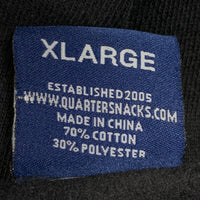 XLARGE
ESTABLISHED 2005
WWW.QUARTERSNACKS.COM
MADE IN CHINA
70% COTTON
30% POLYESTER